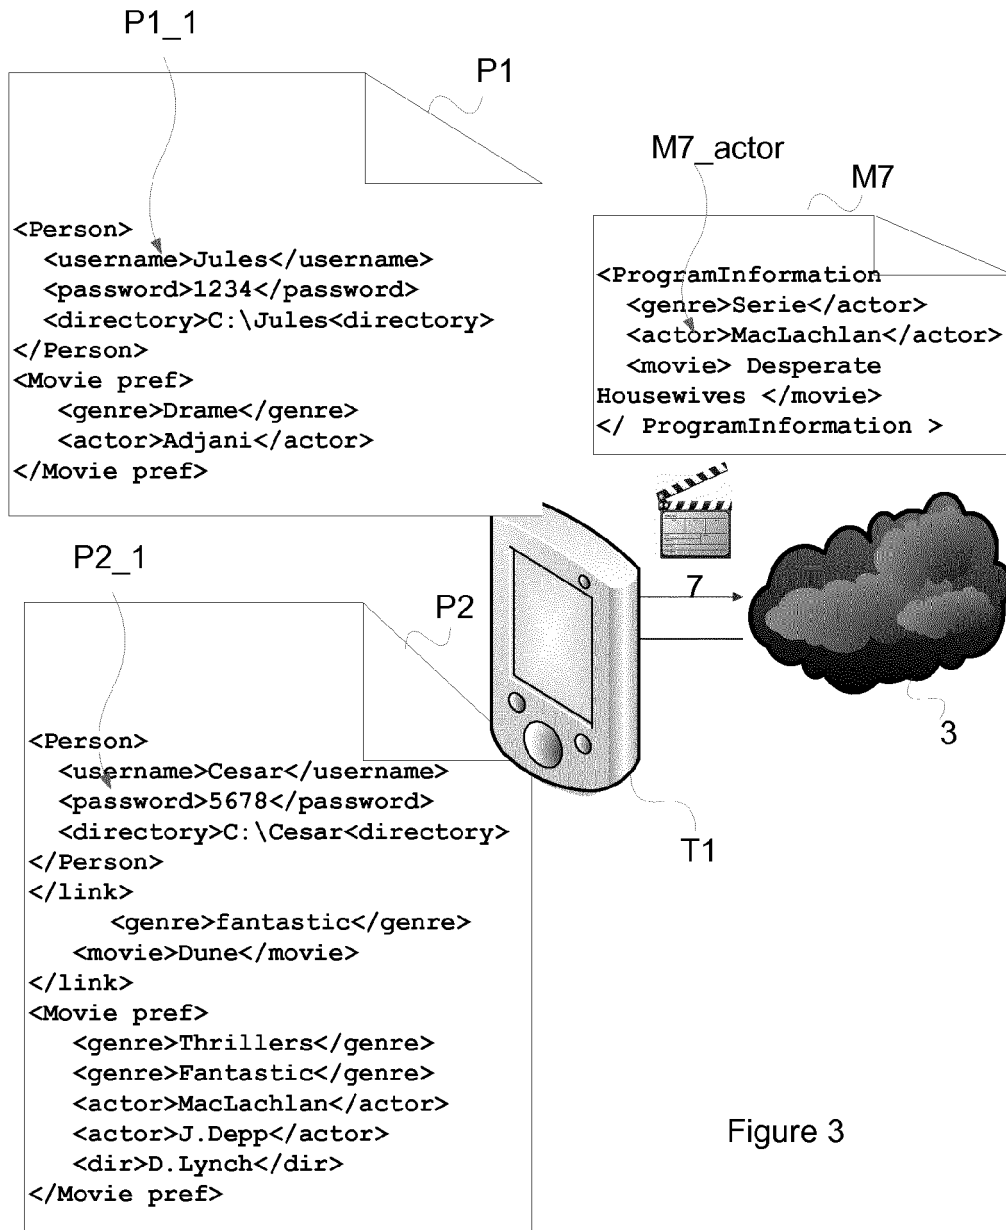 P1_1
P1
<Person>
<username>Jules</username>
<password>1234</password>
<directory>C:\Jules<directory>
</Person>
<Movie pref>
<genre>Drame</genre>
<actor>Adjani</actor>
</Movie pref>
M7_actor
M7
<ProgramInformation
<genre>Serie</actor>
<actor>MacLachlan</actor>
<movie> Desperate
Housewives </movie>
</ ProgramInformation >
7
3
T1
P2_1
P2
<Person>
<username>Cesar</username>
<password>5678</password>
<directory>C:\Cesar<directory>
</Person>
</link>
<genre>fantastic</genre>
<movie>Dune</movie>
</link>
<Movie pref>
<genre>Thrillers</genre>
<genre>Fantastic</genre>
<actor>MacLachlan</actor>
<actor>J.Depp</actor>
<dir>D.Lynch</dir>
</Movie pref>
Figure 3